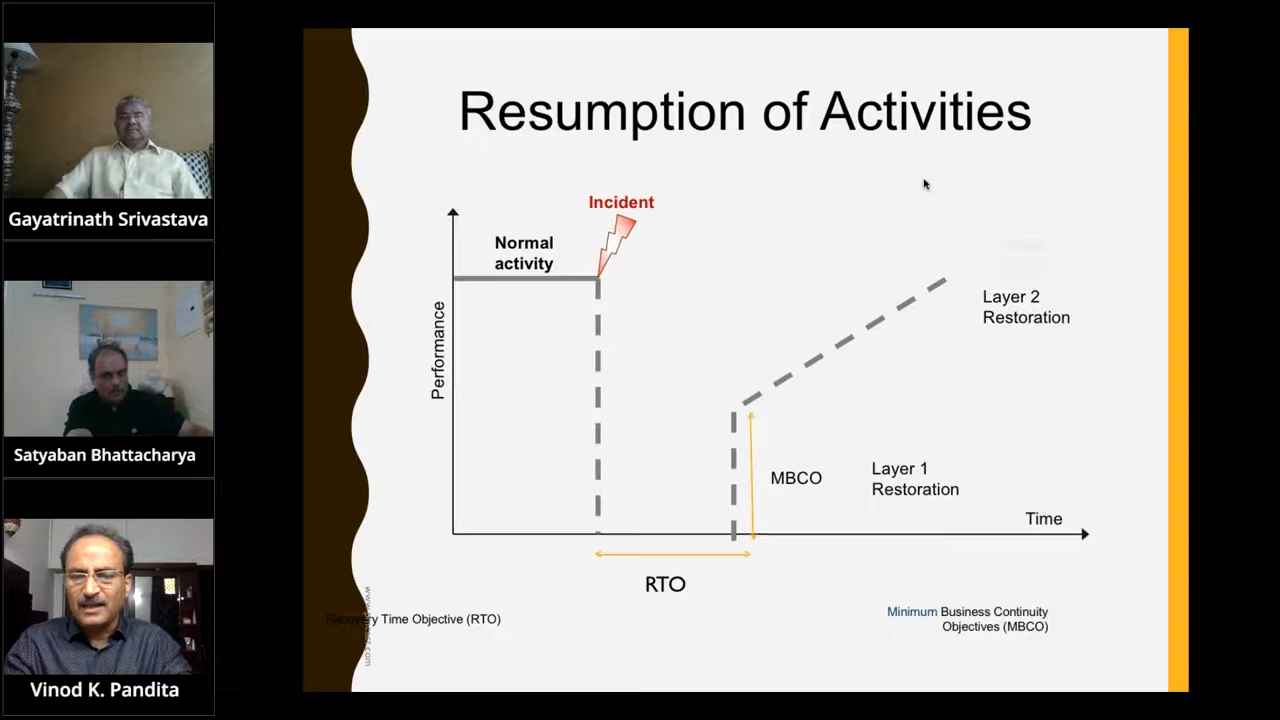 Gayatrinath Srivastava
Satyaban Bhattacharya
Vinod K. Pandita
Resumption of Activities
Incident
Normal
activity
Performance
Layer 2
Restoration
MBCO
Layer 1
Restoration
Time
RTO
Recovery Time Objective (RTO)
Minimum Business Continuity
Objectives (MBCO)